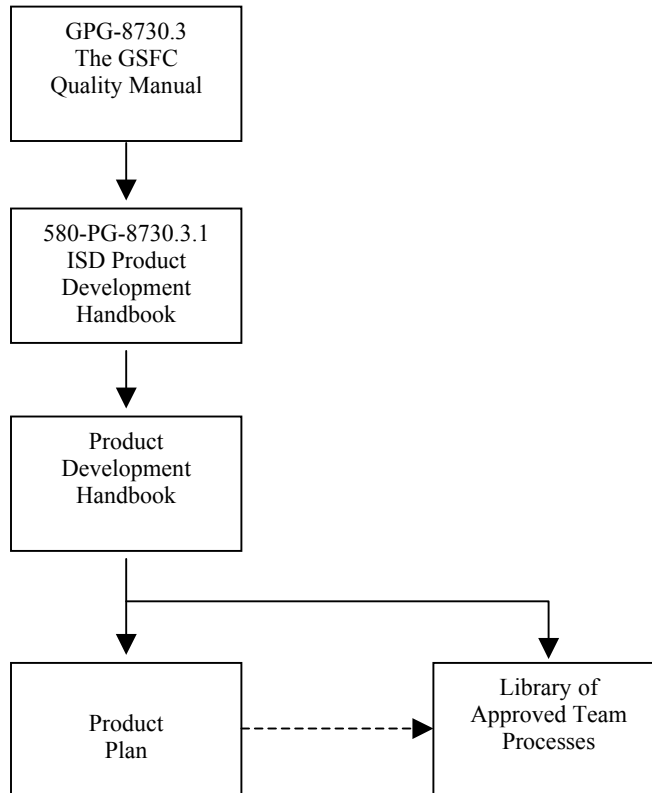 GPG-8730.3
The GSFC
Quality Manual
580-PG-8730.3.1
ISD Product
Development
Handbook
Product
Development
Handbook
Product
Plan
Library of
Approved Team
Processes